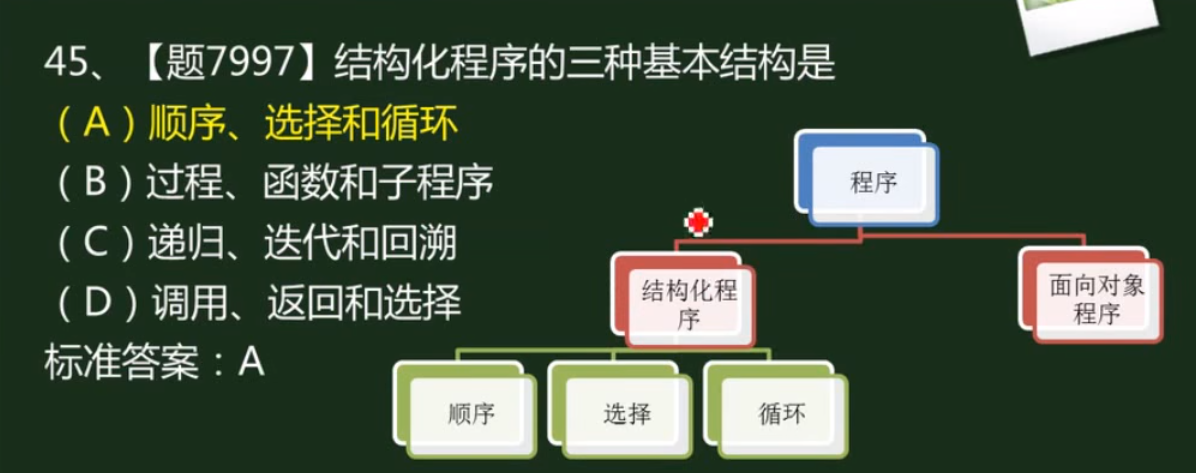 45、【题7997】结构化程序的三种基本结构是
（A）顺序、选择和循环
（B）过程、函数和子程序
（C）递归、迭代和回溯
（D）调用、返回和选择
标准答案：A
程序
结构化程
序
面向对象
程序
顺序
选择
循环